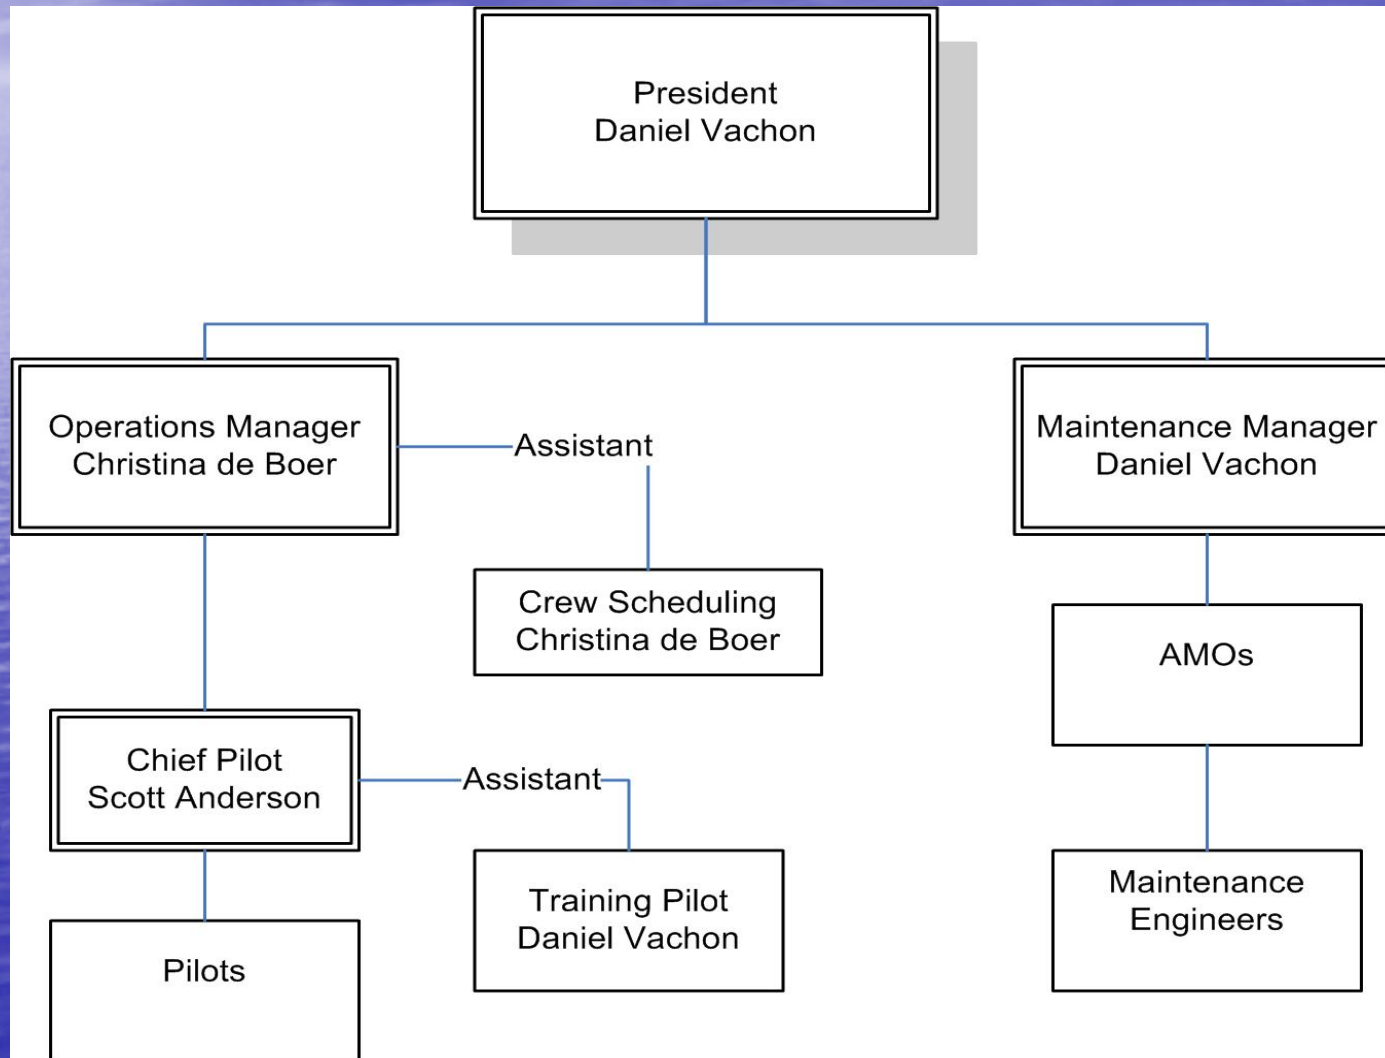 President
Daniel Vachon
Operations Manager
Christina de Boer
Assistant
Maintenance Manager
Daniel Vachon
Crew Scheduling
Christina de Boer
AMOs
Chief Pilot
Scott Anderson
Assistant
Training Pilot
Daniel Vachon
Maintenance
Engineers
Pilots